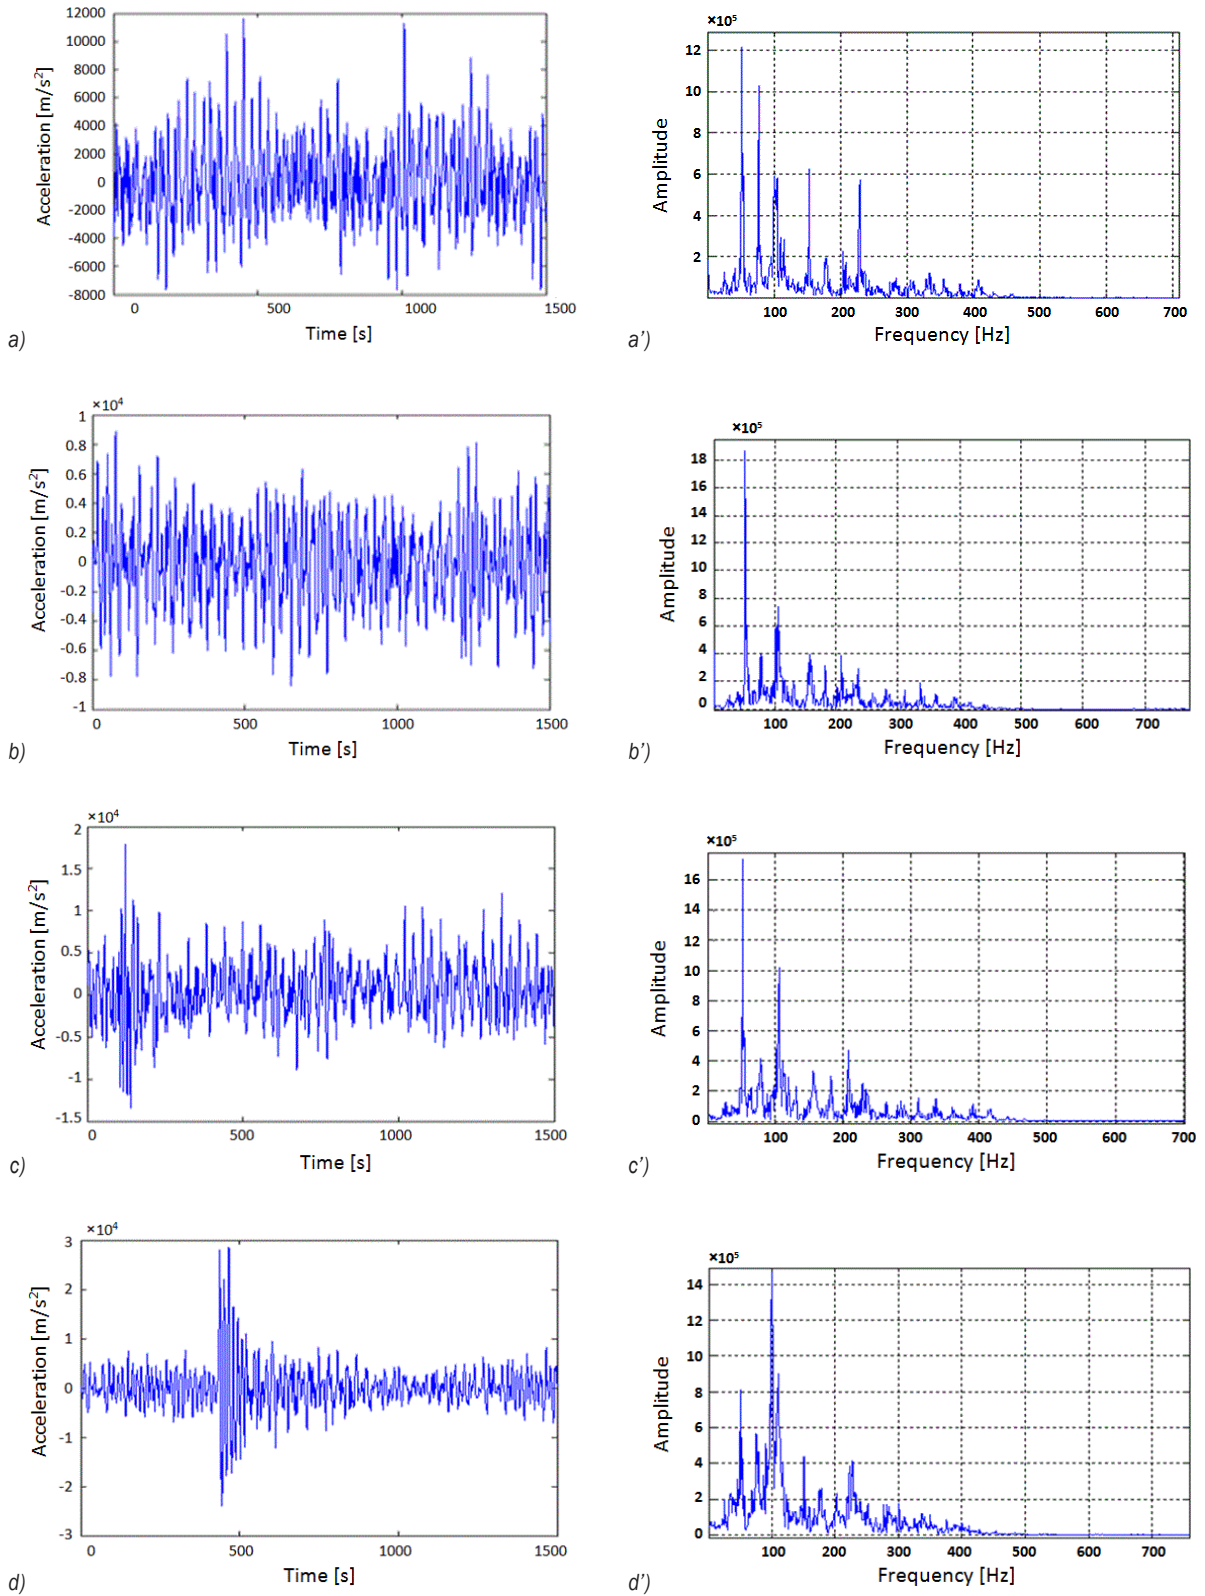 12000
10000
8000
6000
4000
2000
0
-2000
-4000
-6000
-8000
Acceleration [m/s²]
0 500 1000 1500
Time [s]
a)
×10⁵
12
10
8
6
4
2
Amplitude
100 200 300 400 500 600 700
Frequency [Hz]
a’)
×10⁴
1
0.8
0.6
0.4
0.2
0
-0.2
-0.4
-0.6
-0.8
-1
Acceleration [m/s²]
0 500 1000 1500
Time [s]
b)
×10⁵
18
16
14
12
10
8
6
4
2
0
Amplitude
100 200 300 400 500 600 700
Frequency [Hz]
b’)
×10⁴
2
1.5
1
0.5
0
-0.5
-1
-1.5
Acceleration [m/s²]
0 500 1000 1500
Time [s]
c)
×10⁵
16
14
12
10
8
6
4
2
0
Amplitude
100 200 300 400 500 600 700
Frequency [Hz]
c’)
×10⁴
3
2
1
0
-1
-2
-3
Acceleration [m/s²]
0 500 1000 1500
Time [s]
d)
×10⁵
14
12
10
8
6
4
2
0
Amplitude
100 200 300 400 500 600 700
Frequency [Hz]
d’)